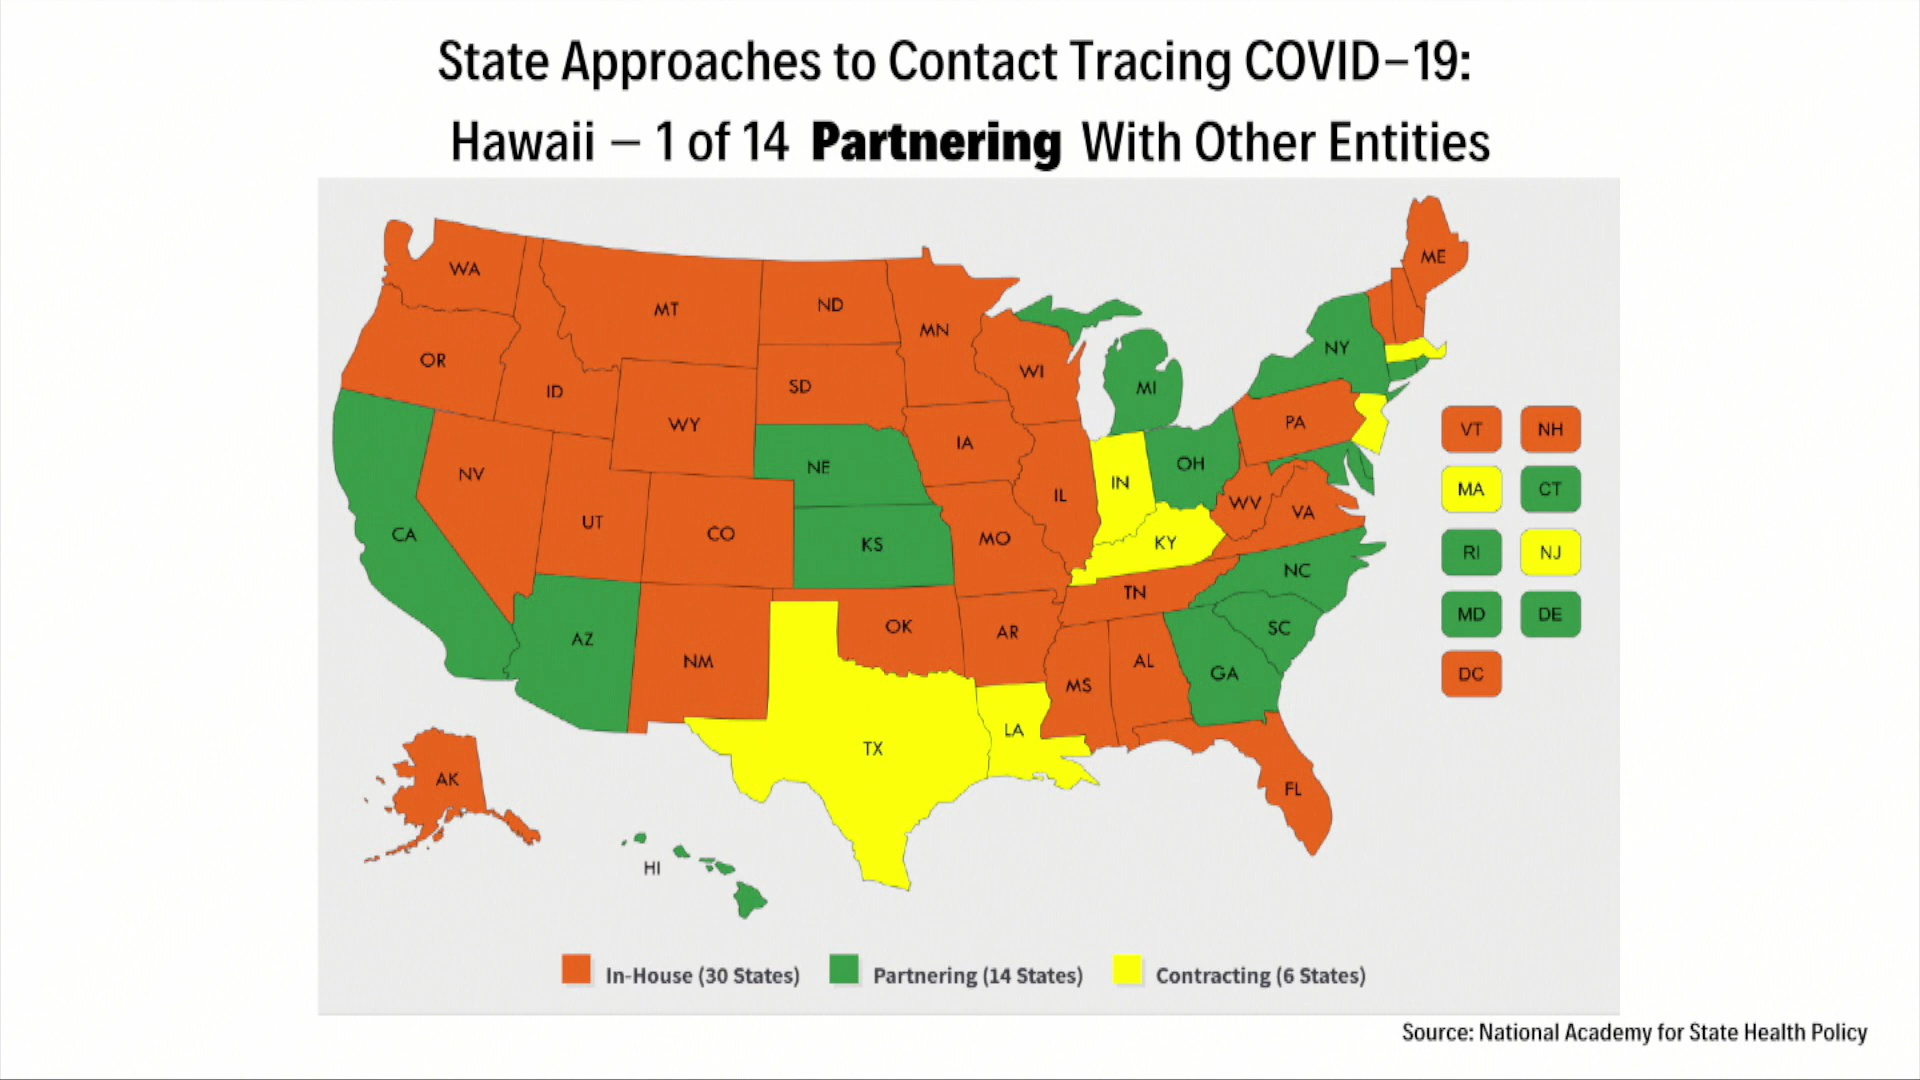 State Approaches to Contact Tracing COVID–19:
Hawaii – 1 of 14 Partnering With Other Entities
WA
MT
ND
MN
ME
OR
ID
WY
SD
WI
MI
NY
NV
NE
IA
IL
IN
OH
PA
VT
NH
MA
CT
CA
UT
CO
KS
MO
KY
WV
VA
RI
NJ
AZ
NM
OK
AR
TN
NC
SC
MD
DE
DC
TX
LA
MS
AL
GA
FL
AK
HI
In-House (30 States)
Partnering (14 States)
Contracting (6 States)
Source: National Academy for State Health Policy